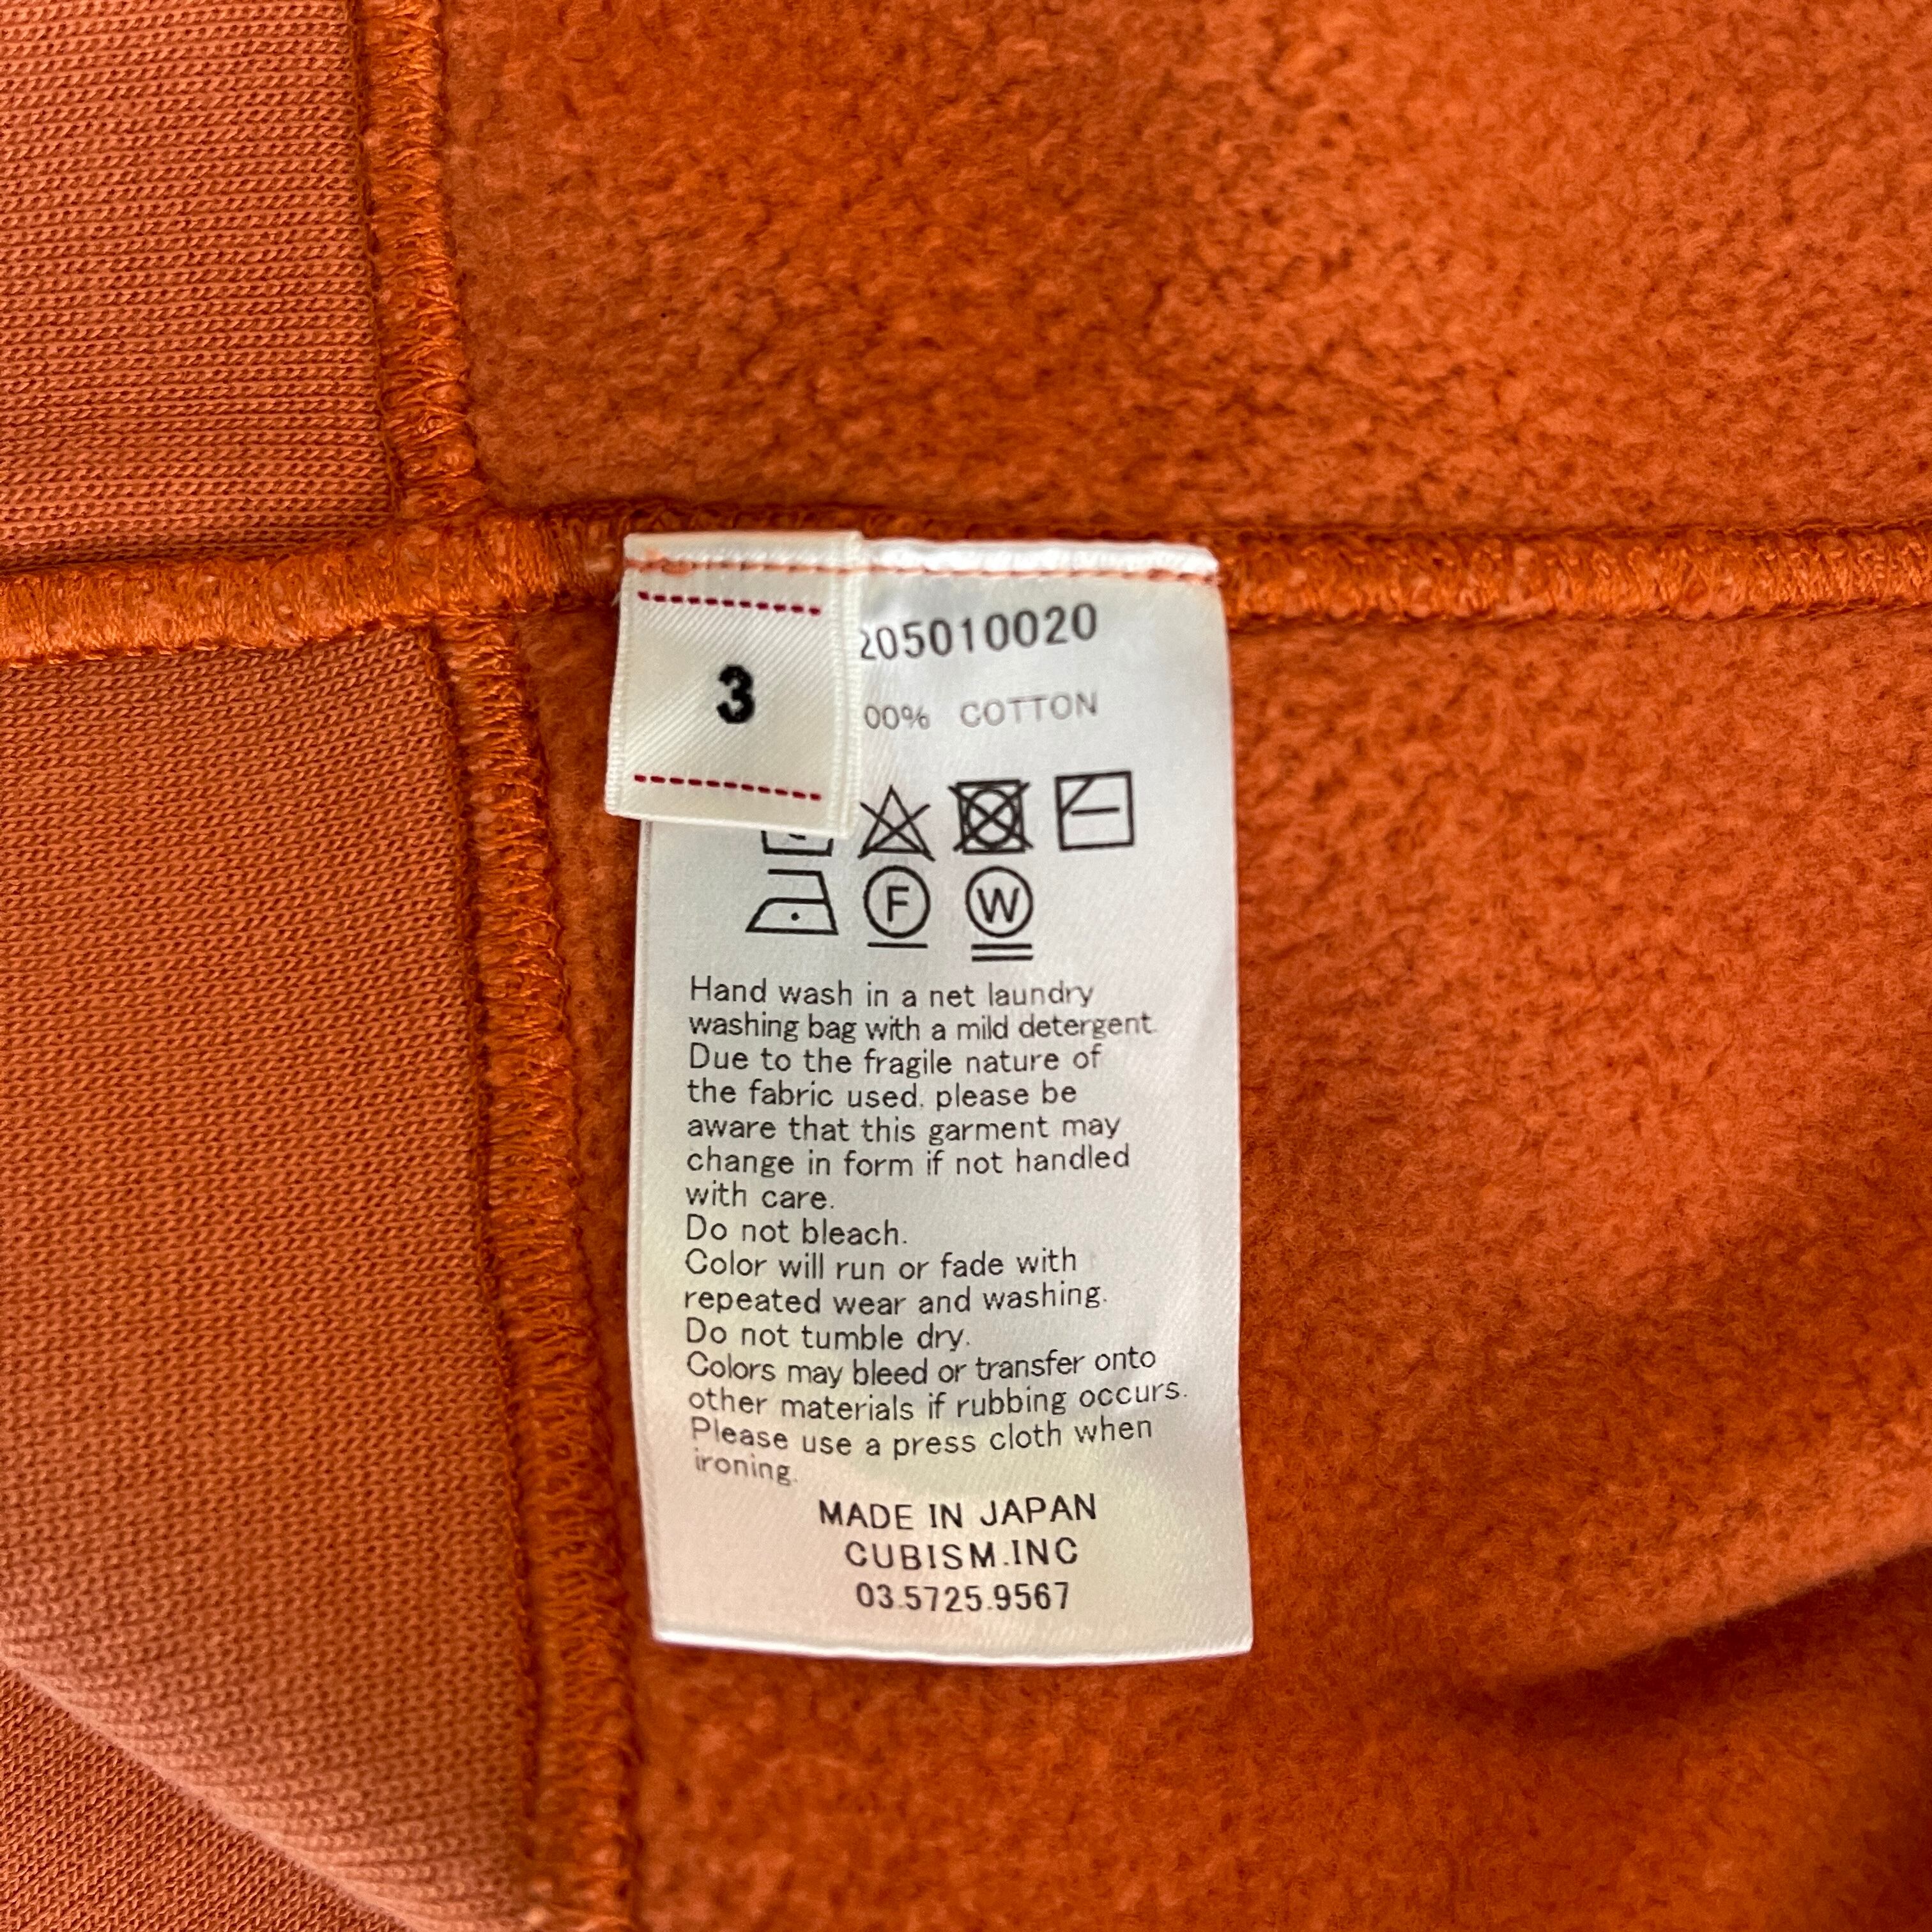 3
205010020
00% COTTON
F W
Hand wash in a net laundry
washing bag with a mild detergent.
Due to the fragile nature of
the fabric used. please be
aware that this garment may
change in form if not handled
with care.
Do not bleach.
Color will run or fade with
repeated wear and washing.
Do not tumble dry.
Colors may bleed or transfer onto
other materials if rubbing occurs.
Please use a press cloth when
ironing.
MADE IN JAPAN
CUBISM.INC
03.5725.9567